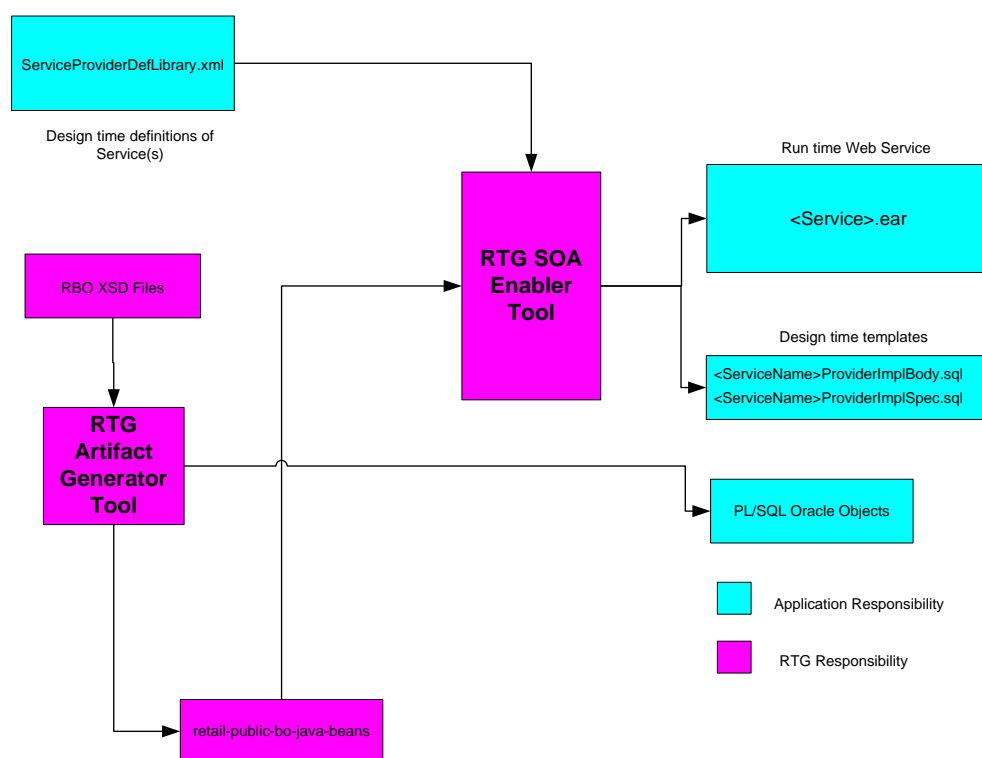 ServiceProviderDefLibrary.xml
Design time definitions of
Service(s)
Run time Web Service
<Service>.ear
RTG SOA
Enabler
Tool
RBO XSD Files
Design time templates
<ServiceName>ProviderImplBody.sql
<ServiceName>ProviderImplSpec.sql
RTG
Artifact
Generator
Tool
PL/SQL Oracle Objects
Application Responsibility
RTG Responsibility
retail-public-bo-java-beans